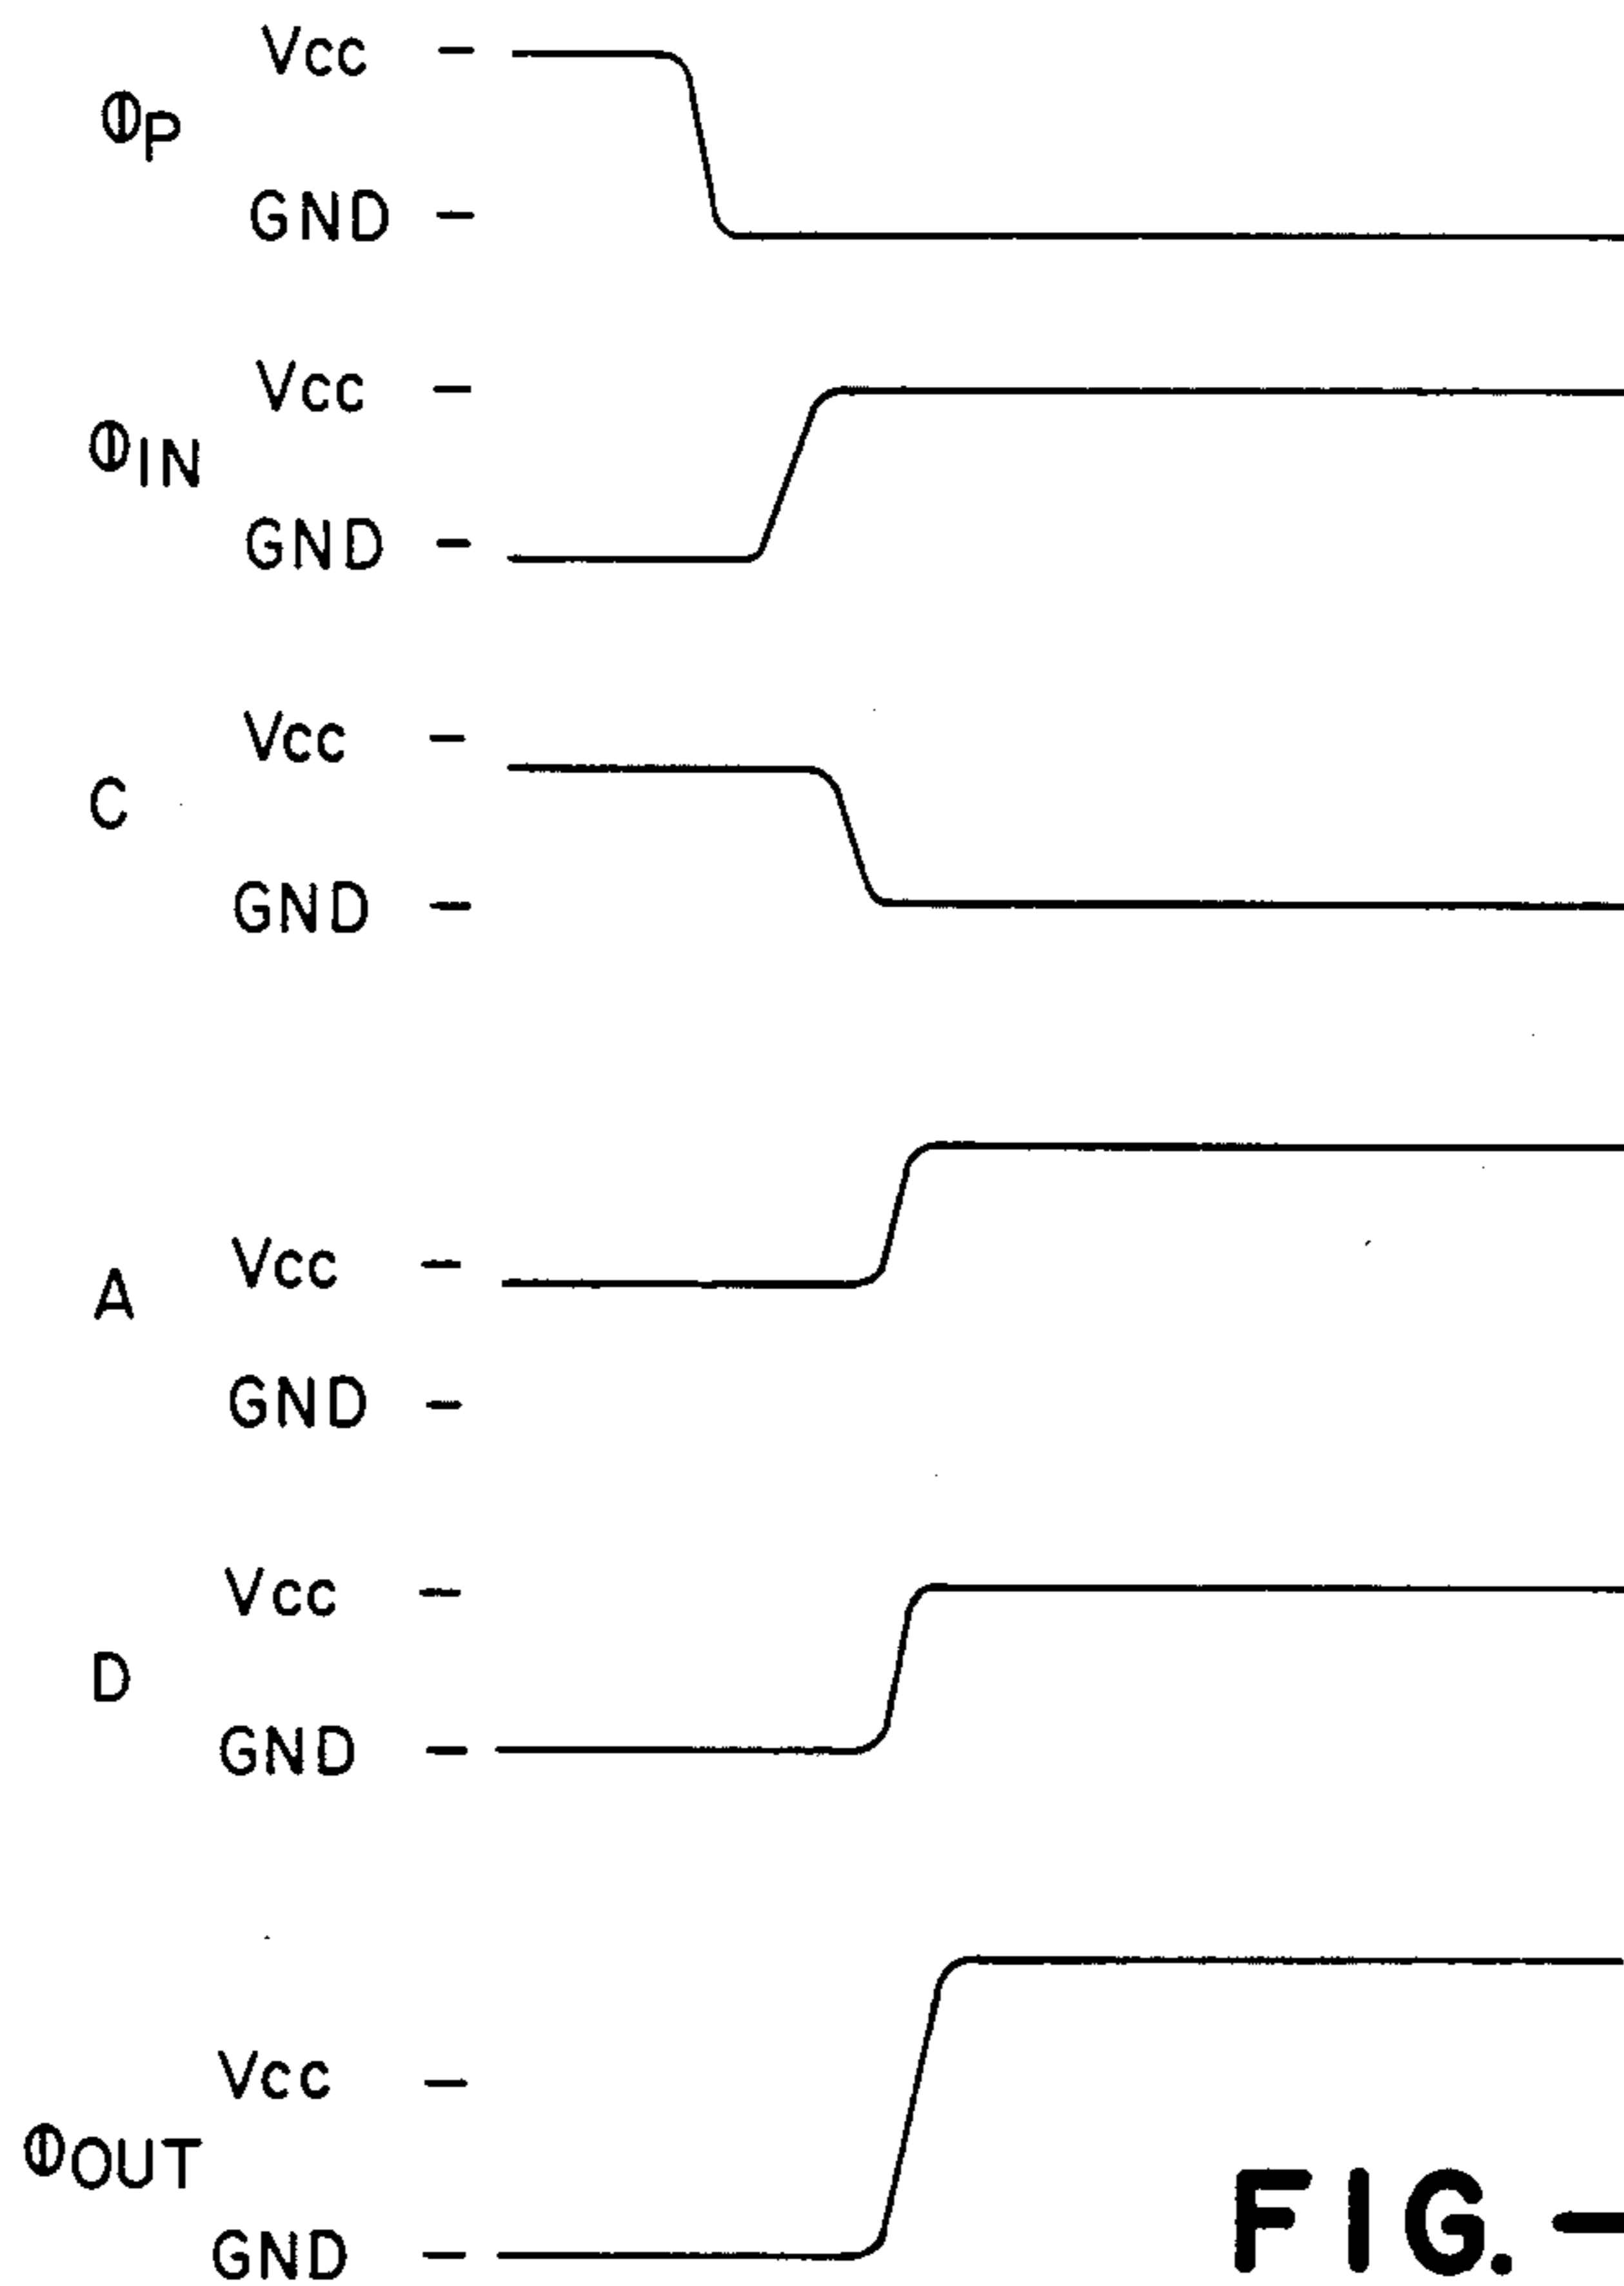 Vcc –
ΦP
GND –
Vcc –
ΦIN
GND –
Vcc –
C
GND –
Vcc –
A
GND –
Vcc –
D
GND –
Vcc –
ΦOUT
GND –
FIG.–